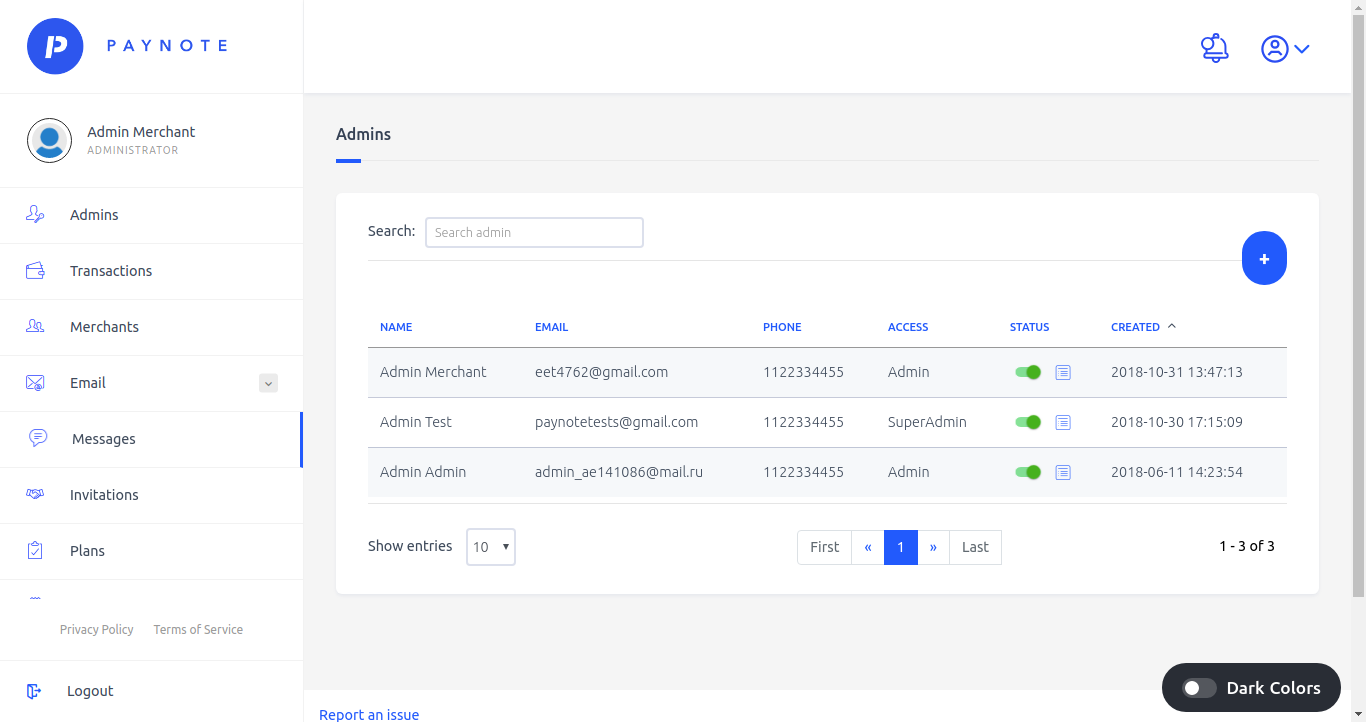 PAYNOTE
Admin Merchant
ADMINISTRATOR
Admins
Transactions
Merchants
Email
Messages
Invitations
Plans
Privacy Policy Terms of Service
Logout
Admins
Search: Search admin
+
NAME EMAIL PHONE ACCESS STATUS CREATED
Admin Merchant eet4762@gmail.com 1122334455 Admin 2018-10-31 13:47:13
Admin Test paynotetests@gmail.com 1122334455 SuperAdmin 2018-10-30 17:15:09
Admin Admin admin_ae141086@mail.ru 1122334455 Admin 2018-06-11 14:23:54
Show entries 10 First « 1 » Last 1 - 3 of 3
Dark Colors
Report an issue